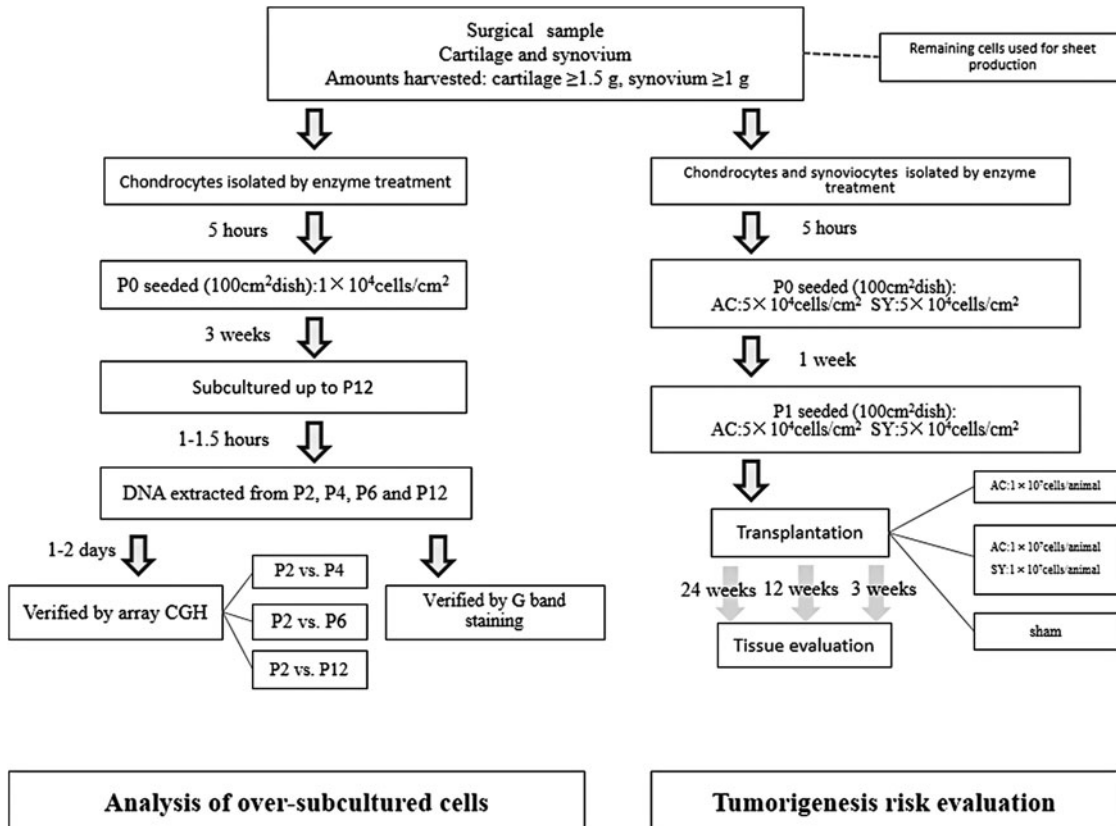 Surgical sample
Cartilage and synovium
Amounts harvested: cartilage ≥1.5 g, synovium ≥1 g
Remaining cells used for sheet
production
Chondrocytes isolated by enzyme treatment
5 hours
P0 seeded (100cm²dish):1×10⁴cells/cm²
3 weeks
Subcultured up to P12
1-1.5 hours
DNA extracted from P2, P4, P6 and P12
1-2 days
Verified by array CGH
P2 vs. P4
P2 vs. P6
P2 vs. P12
Verified by G band
staining
Analysis of over-subcultured cells
Chondrocytes and synoviocytes isolated by enzyme
treatment
5 hours
P0 seeded (100cm²dish):
AC:5×10⁴cells/cm² SY:5×10⁴cells/cm²
1 week
P1 seeded (100cm²dish):
AC:5×10⁴cells/cm² SY:5×10⁴cells/cm²
Transplantation
AC:1×10⁷cells/animal
AC:1×10⁷cells/animal
SY:1×10⁷cells/animal
sham
24 weeks 12 weeks 3 weeks
Tissue evaluation
Tumorigenesis risk evaluation